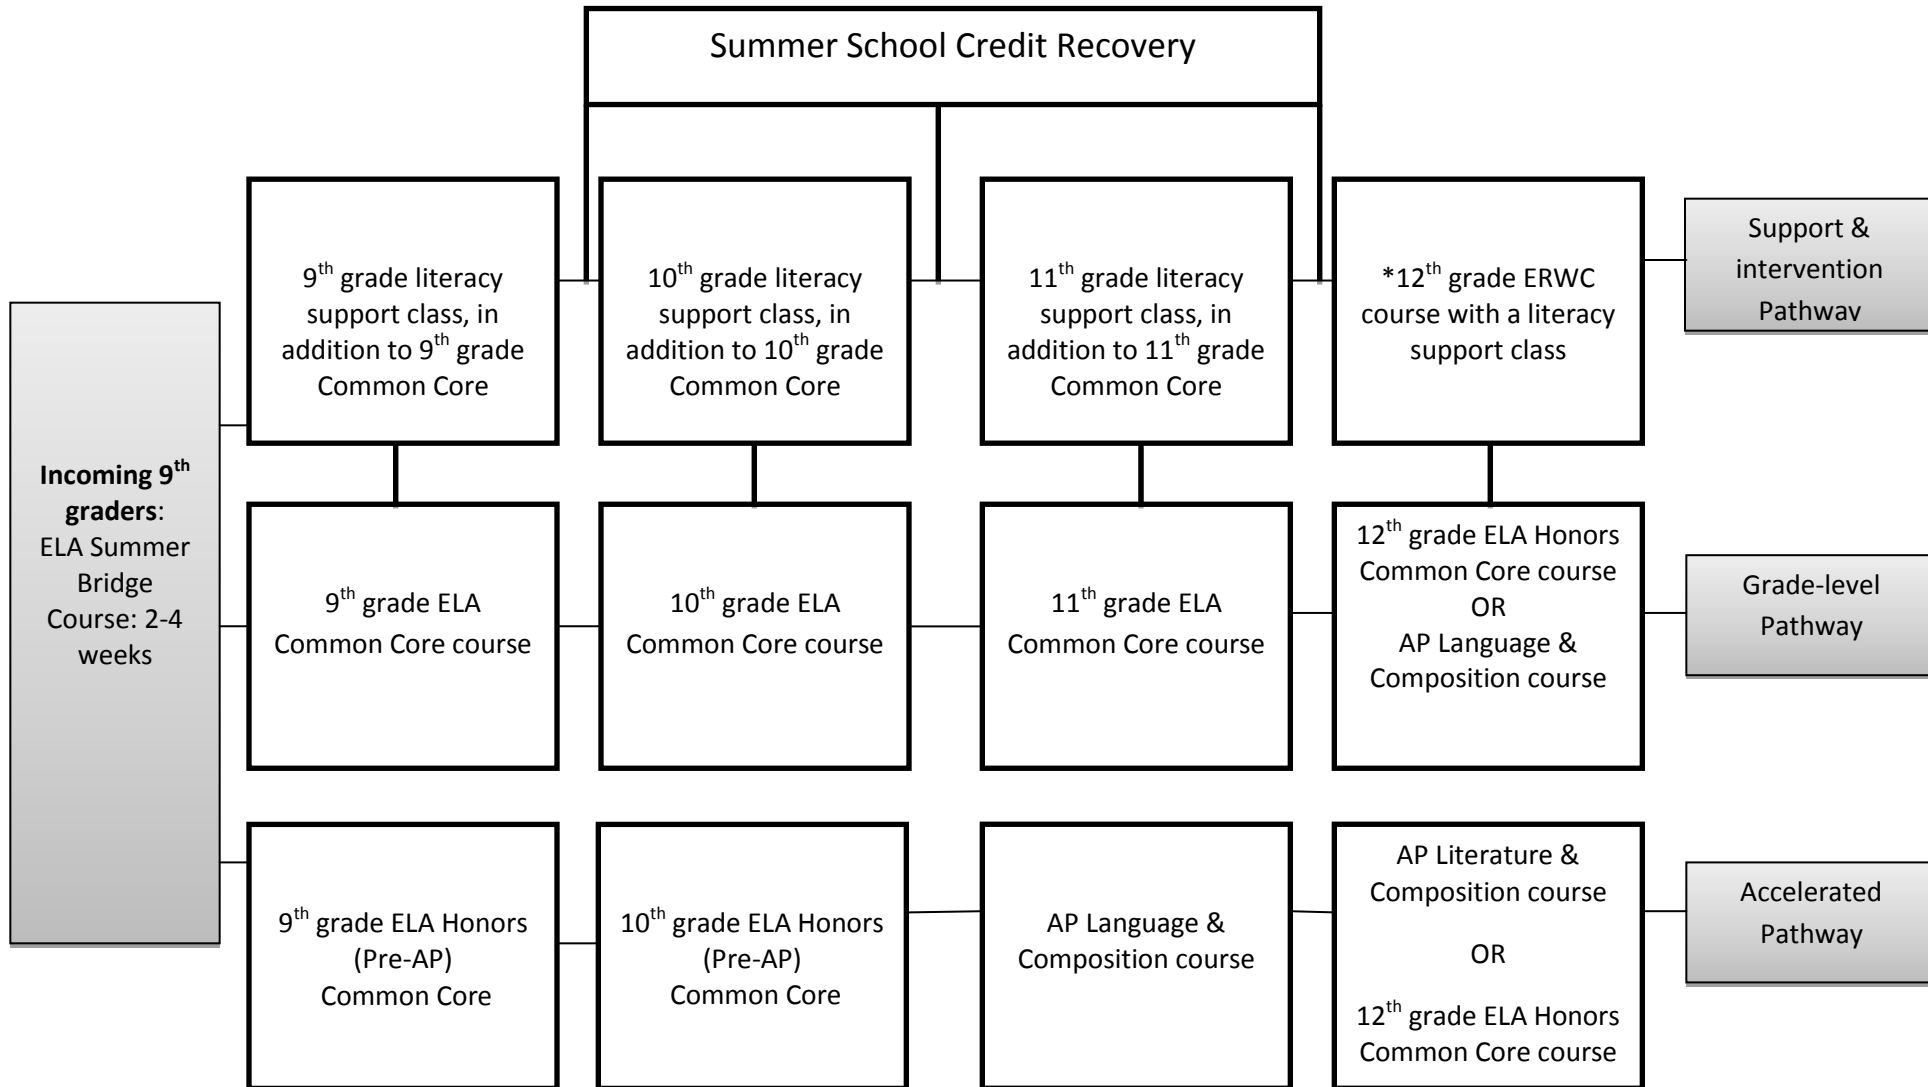 Summer School Credit Recovery
9th grade literacy
support class, in
addition to 9th grade
Common Core
10th grade literacy
support class, in
addition to 10th grade
Common Core
11th grade literacy
support class, in
addition to 11th grade
Common Core
*12th grade ERWC
course with a literacy
support class
Support &
intervention
Pathway
Incoming 9th
graders:
ELA Summer
Bridge
Course: 2-4
weeks
9th grade ELA
Common Core course
10th grade ELA
Common Core course
11th grade ELA
Common Core course
12th grade ELA Honors
Common Core course
OR
AP Language &
Composition course
Grade-level
Pathway
9th grade ELA Honors
(Pre-AP)
Common Core
10th grade ELA Honors
(Pre-AP)
Common Core
AP Language &
Composition course
AP Literature &
Composition course
OR
12th grade ELA Honors
Common Core course
Accelerated
Pathway